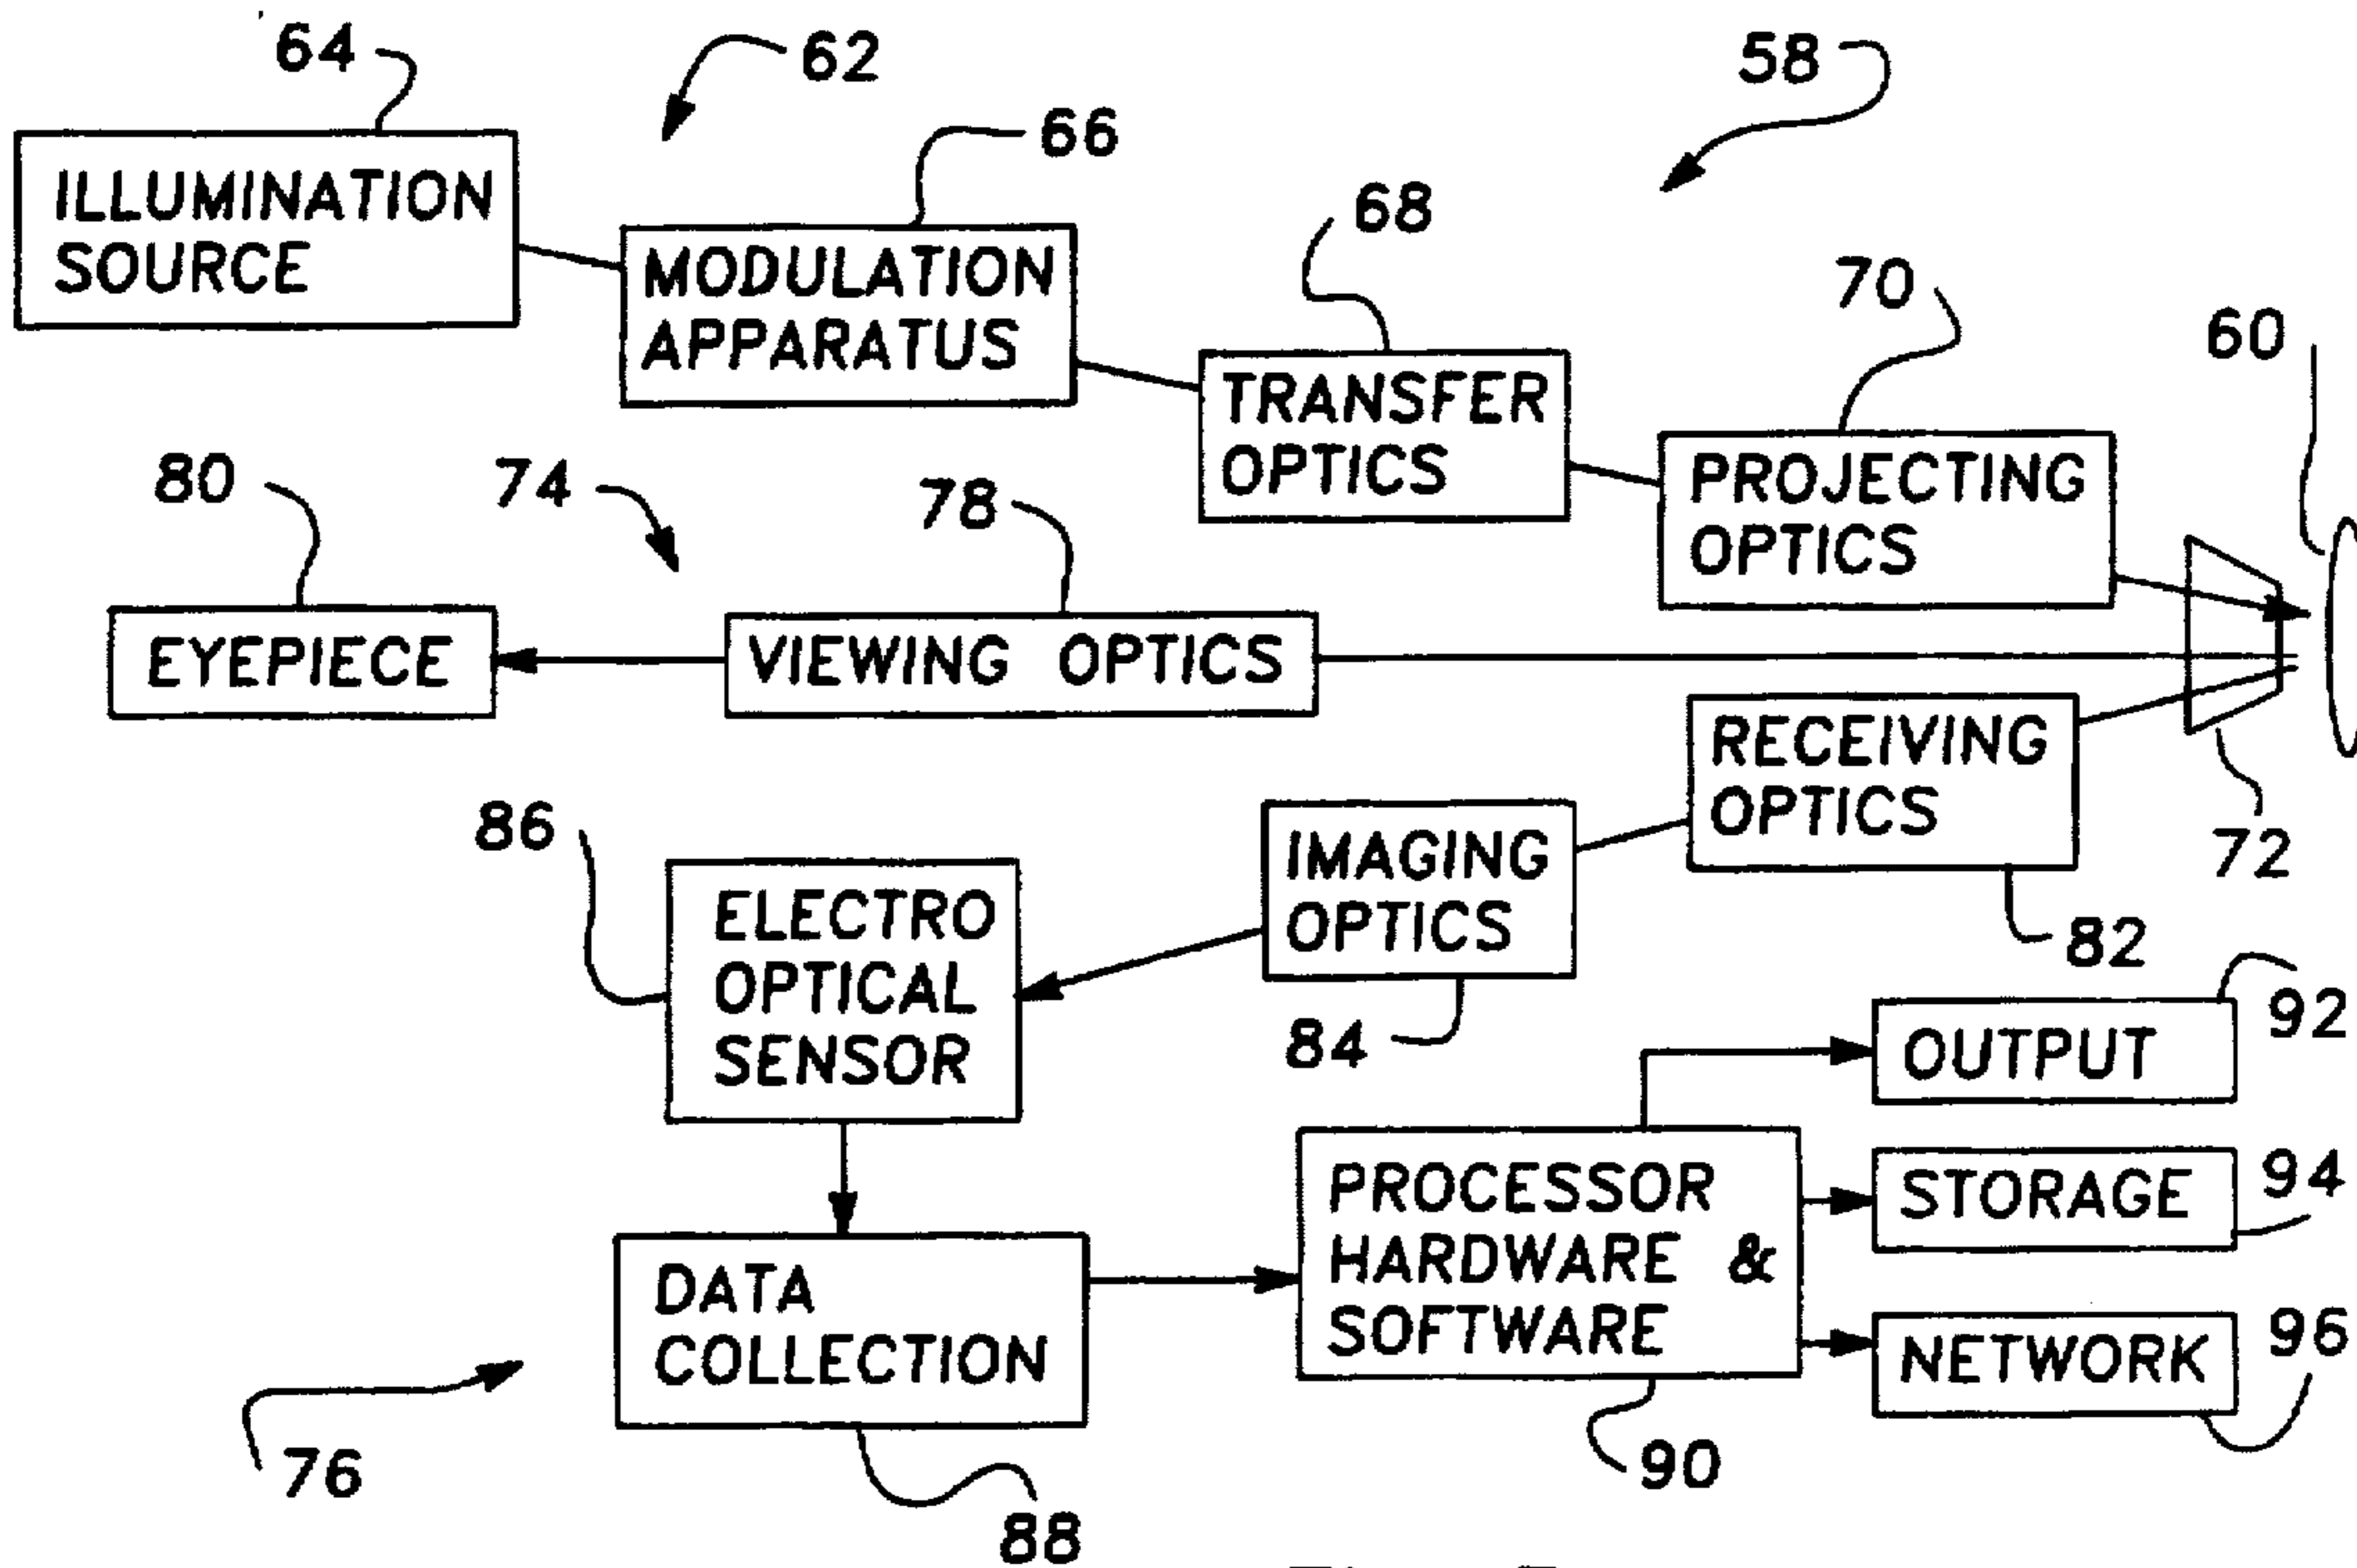 64
62
58
66
ILLUMINATION
SOURCE
68
MODULATION
APPARATUS
70
60
TRANSFER
OPTICS
80
74
78
PROJECTING
OPTICS
EYEPIECE
VIEWING OPTICS
RECEIVING
OPTICS
86
72
IMAGING
OPTICS
ELECTRO
OPTICAL
SENSOR
82
84
92
OUTPUT
PROCESSOR
HARDWARE &
SOFTWARE
STORAGE
94
DATA
COLLECTION
NETWORK
96
76
90
88